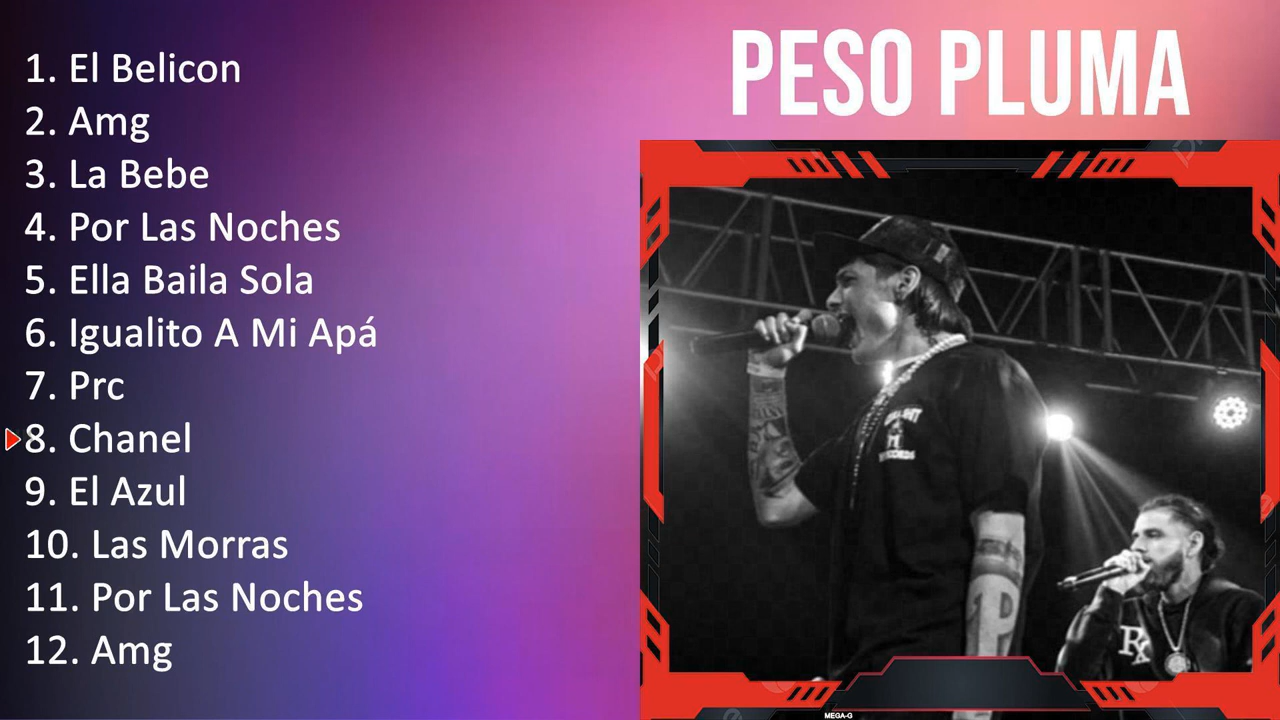 1. El Belicon
2. Amg
3. La Bebe
4. Por Las Noches
5. Ella Baila Sola
6. Igualito A Mi Apá
7. Prc
8. Chanel
9. El Azul
10. Las Morras
11. Por Las Noches
12. Amg
PESO PLUMA
MEGA-G